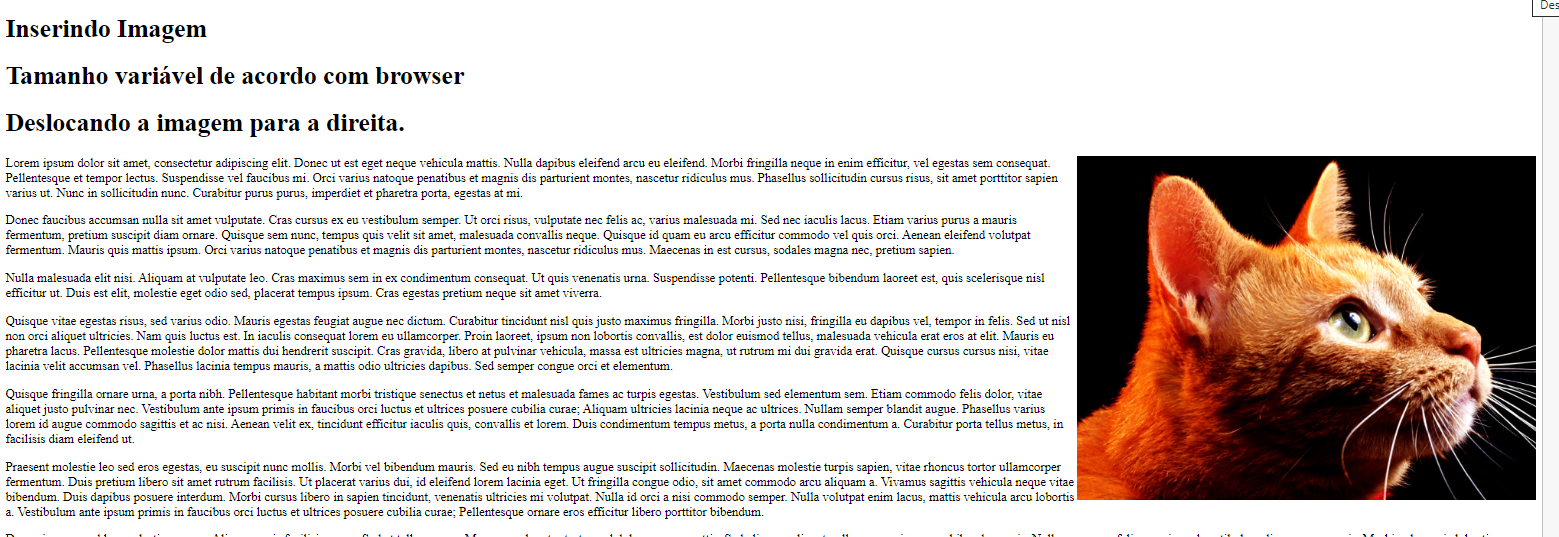 Des
Inserindo Imagem
Tamanho variável de acordo com browser
Deslocando a imagem para a direita.
Lorem ipsum dolor sit amet, consectetur adipiscing elit. Donec ut est eget neque vehicula mattis. Nulla dapibus eleifend arcu eu eleifend. Morbi fringilla neque in enim efficitur, vel egestas sem consequat.
Pellentesque et tempor lectus. Suspendisse vel faucibus mi. Orci varius natoque penatibus et magnis dis parturient montes, nascetur ridiculus mus. Phasellus sollicitudin cursus risus, sit amet porttitor sapien
varius ut. Nunc in sollicitudin nunc. Curabitur purus purus, imperdiet et pharetra porta, egestas at mi.
Donec faucibus accumsan nulla sit amet vulputate. Cras cursus ex eu vestibulum semper. Ut orci risus, vulputate nec felis ac, varius malesuada mi. Sed nec iaculis lacus. Etiam varius purus a mauris
fermentum, pretium suscipit diam ornare. Quisque sem nunc, tempus quis velit sit amet, malesuada convallis neque. Quisque id quam eu arcu efficitur commodo vel quis orci. Aenean eleifend volutpat
fermentum. Mauris quis mattis ipsum. Orci varius natoque penatibus et magnis dis parturient montes, nascetur ridiculus mus. Maecenas in est cursus, sodales magna nec, pretium sapien.
Nulla malesuada elit nisi. Aliquam at vulputate leo. Cras maximus sem in ex condimentum consequat. Ut quis venenatis urna. Suspendisse potenti. Pellentesque bibendum laoreet est, quis scelerisque nisl
efficitur ut. Duis est elit, molestie eget odio sed, placerat tempus ipsum. Cras egestas pretium neque sit amet viverra.
Quisque vitae egestas risus, sed varius odio. Mauris egestas feugiat augue nec dictum. Curabitur tincidunt nisl quis justo maximus fringilla. Morbi justo nisi, fringilla eu dapibus vel, tempor in felis. Sed ut nisl
non orci aliquet ultricies. Nam quis luctus est. In iaculis consequat lorem eu ullamcorper. Proin laoreet, ipsum non lobortis convallis, est dolor euismod tellus, malesuada vehicula erat eros at elit. Mauris eu
pharetra lacus. Pellentesque molestie dolor mattis dui hendrerit suscipit. Cras gravida, libero at pulvinar vehicula, massa est ultricies magna, ut rutrum mi dui gravida erat. Quisque cursus cursus nisi, vitae
lacinia velit accumsan vel. Phasellus lacinia tempus mauris, a mattis odio ultricies dapibus. Sed semper congue orci et elementum.
Quisque fringilla ornare urna, a porta nibh. Pellentesque habitant morbi tristique senectus et netus et malesuada fames ac turpis egestas. Vestibulum sed elementum sem. Etiam commodo felis dolor, vitae
aliquet justo pulvinar nec. Vestibulum ante ipsum primis in faucibus orci luctus et ultrices posuere cubilia curae; Aliquam ultricies lacinia neque ac ultrices. Nullam semper blandit augue. Phasellus varius
lorem id augue commodo sagittis et ac nisi. Aenean velit ex, tincidunt efficitur iaculis quis, convallis et lorem. Duis condimentum tempus metus, a porta nulla condimentum a. Curabitur porta tellus metus, in
facilisis diam eleifend ut.
Praesent molestie leo sed eros egestas, eu suscipit nunc mollis. Morbi vel bibendum mauris. Sed eu nibh tempus augue suscipit sollicitudin. Maecenas molestie turpis sapien, vitae rhoncus tortor ullamcorper
fermentum. Duis pretium libero sit amet rutrum facilisis. Ut placerat varius dui, id eleifend lorem lacinia eget. Ut fringilla congue odio, sit amet commodo arcu aliquam a. Vivamus sagittis vehicula neque vitae
bibendum. Duis dapibus posuere interdum. Morbi cursus libero in sapien tincidunt, venenatis ultricies mi volutpat. Nulla id orci a nisi commodo semper. Nulla volutpat enim lacus, mattis vehicula arcu lobortis
a. Vestibulum ante ipsum primis in faucibus orci luctus et ultrices posuere cubilia curae; Pellentesque ornare eros efficitur libero porttitor bibendum.